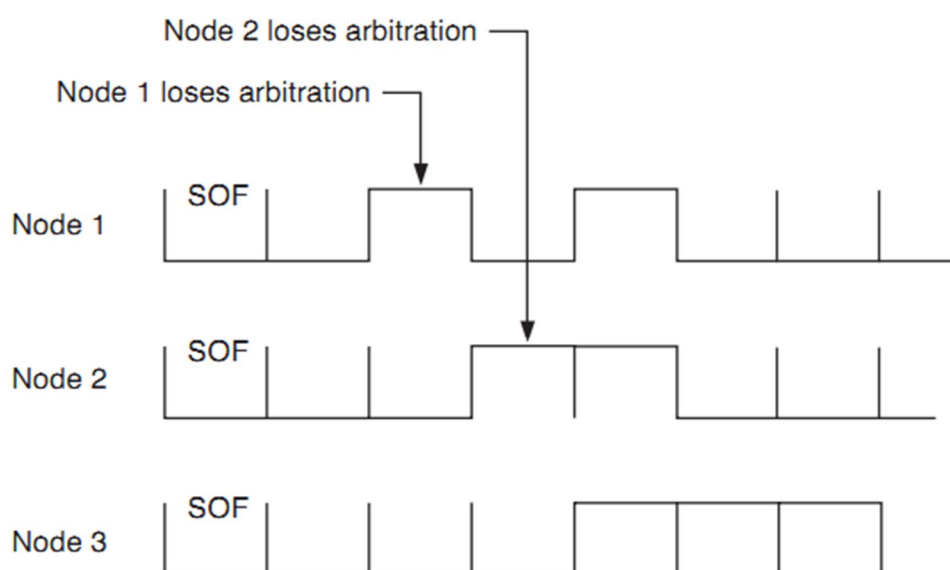 Node 2 loses arbitration
Node 1 loses arbitration
SOF
Node 1
SOF
Node 2
SOF
Node 3